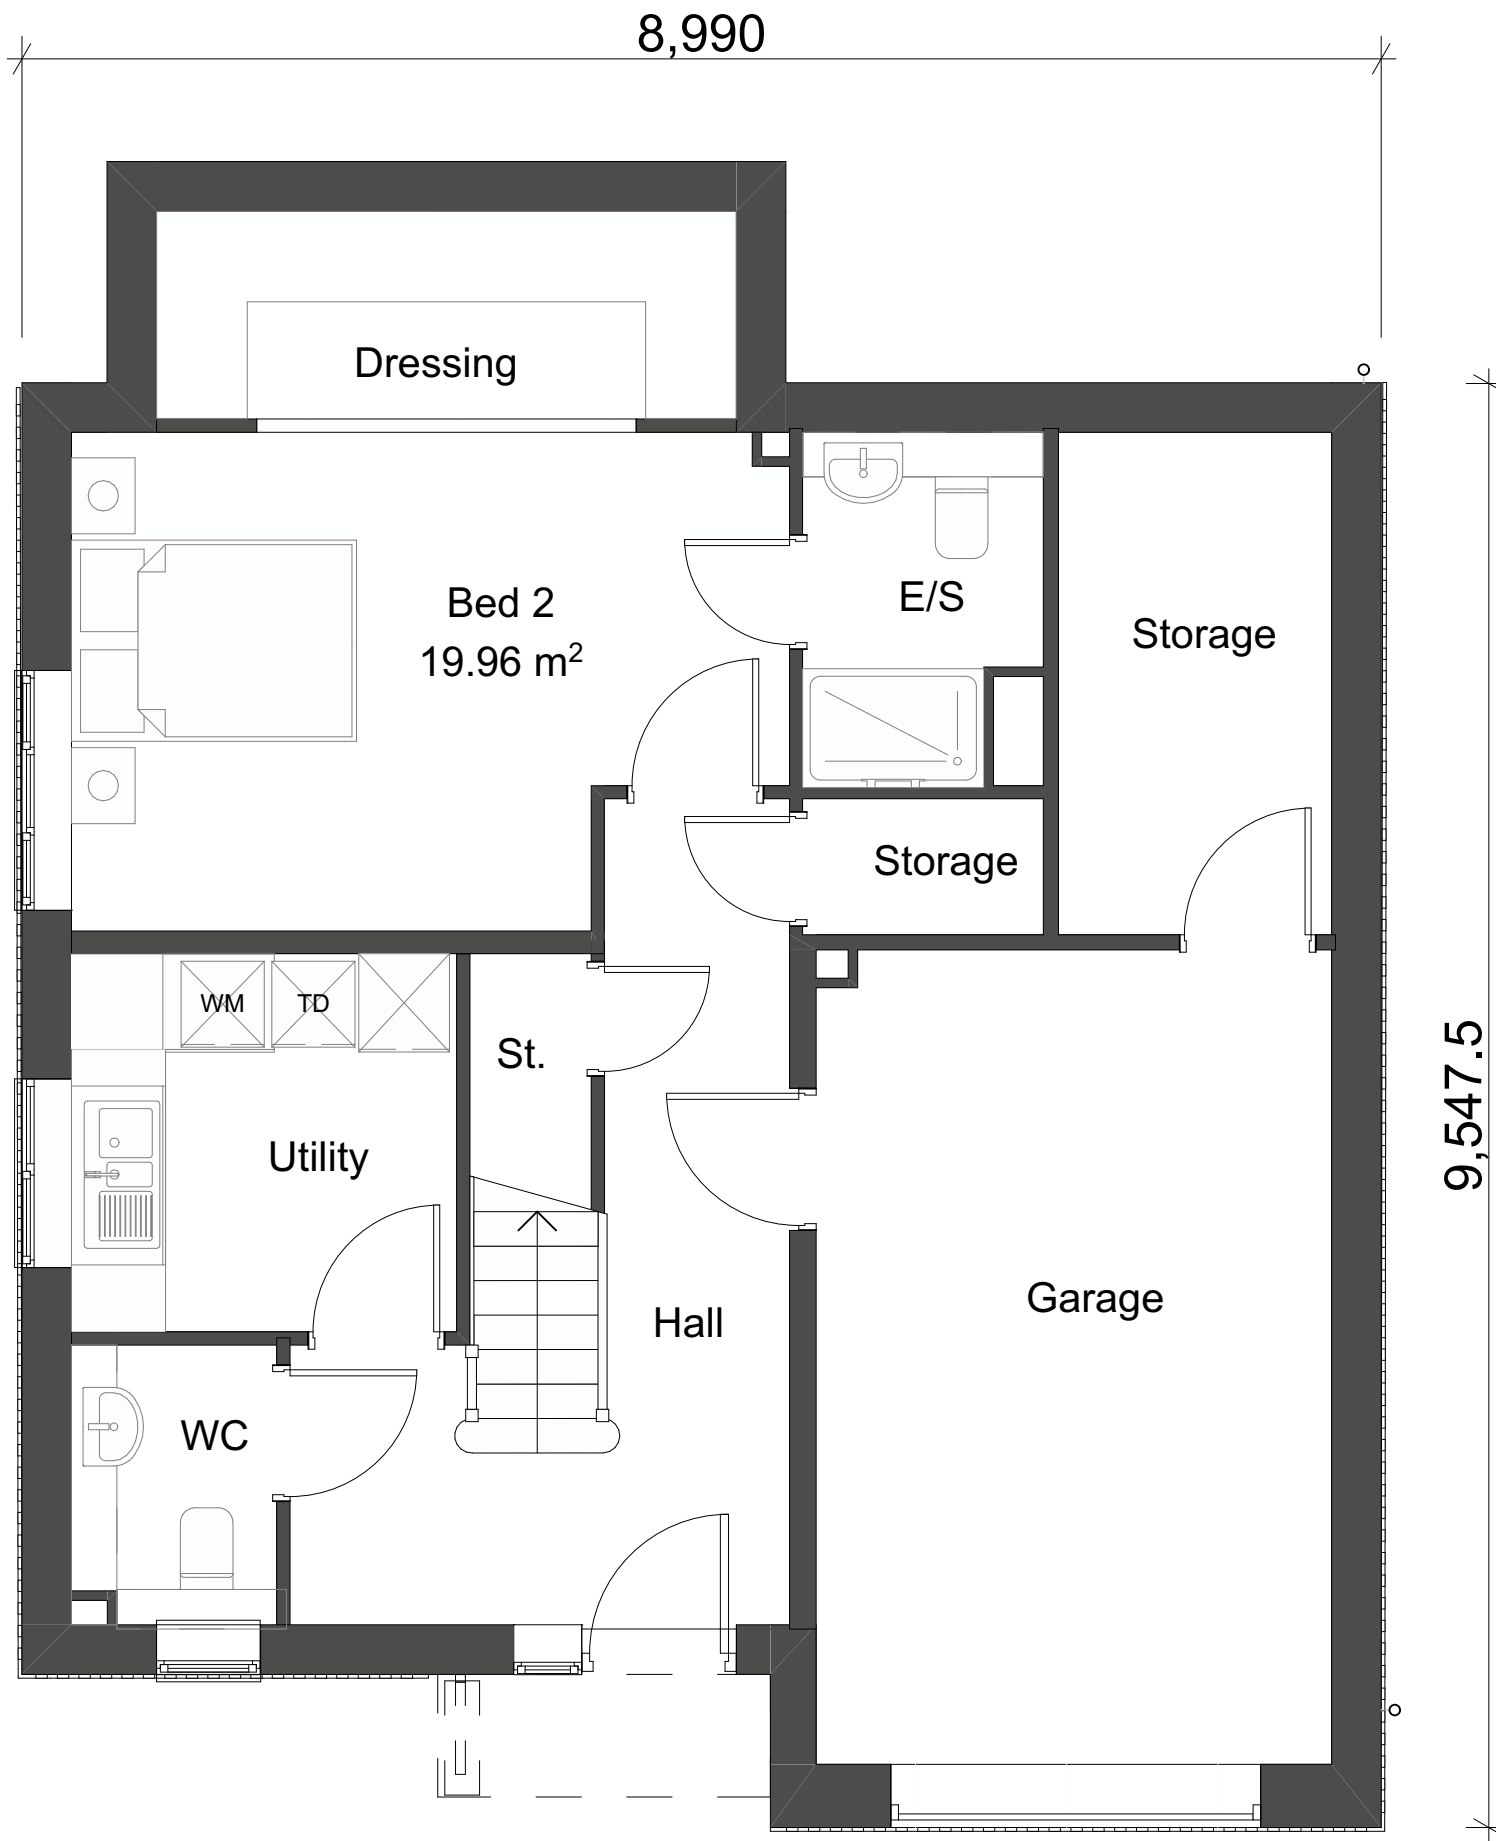 8,990
Dressing
Bed 2
19.96 m²
E/S
Storage
Storage
WM
TD
St.
9,547.5
Utility
Garage
Hall
WC